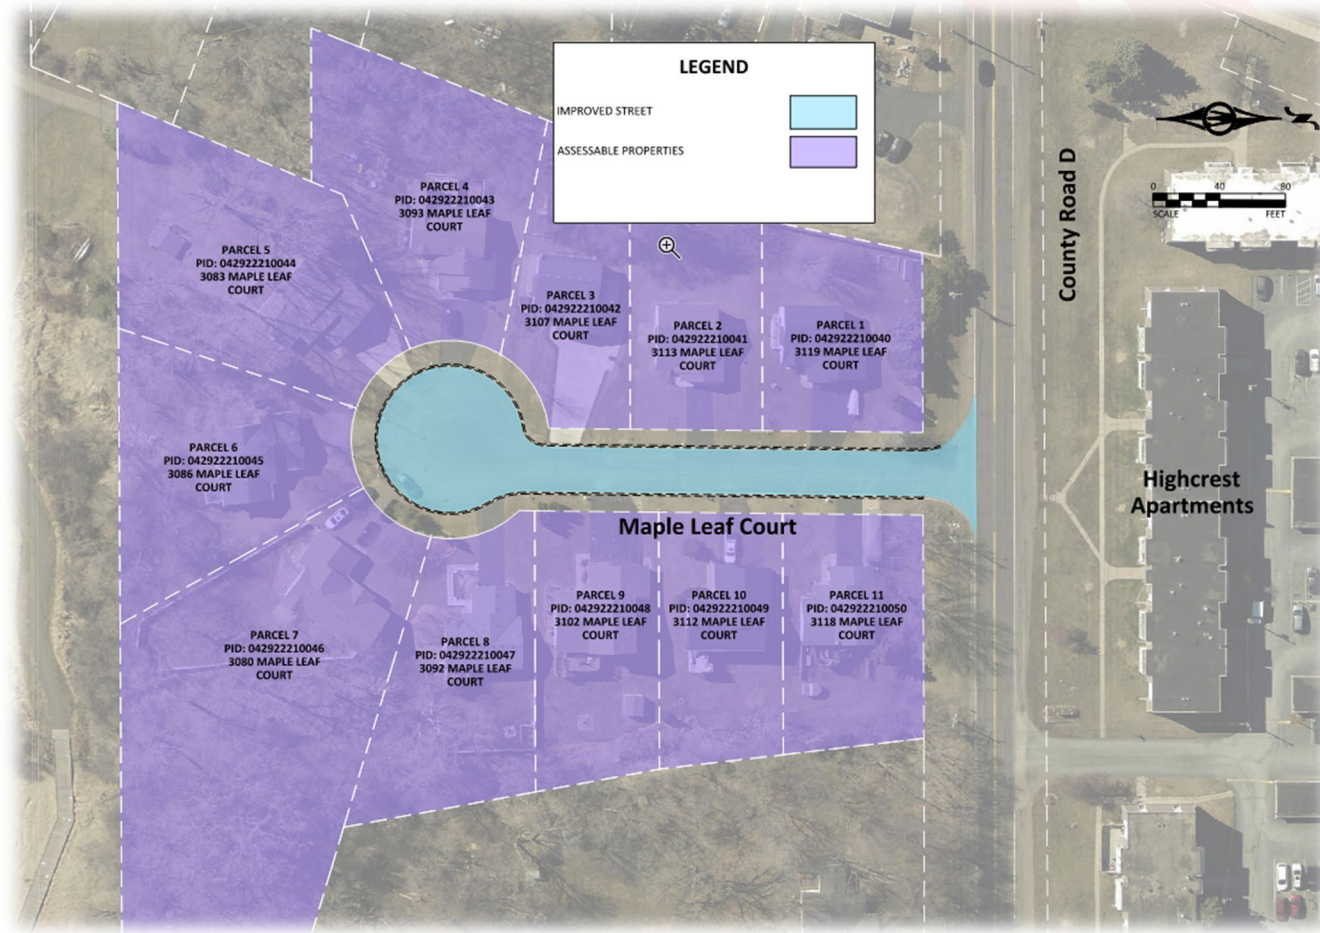 LEGEND
IMPROVED STREET
ASSESSABLE PROPERTIES
County Road D
0 40 80
SCALE FEET
PARCEL 4
PID: 042922210043
3093 MAPLE LEAF
COURT
PARCEL 5
PID: 042922210044
3083 MAPLE LEAF
COURT
PARCEL 3
PID: 042922210042
3107 MAPLE LEAF
COURT
PARCEL 2
PID: 042922210041
3113 MAPLE LEAF
COURT
PARCEL 1
PID: 042922210040
3119 MAPLE LEAF
COURT
PARCEL 6
PID: 042922210045
3086 MAPLE LEAF
COURT
Highcrest
Apartments
Maple Leaf Court
PARCEL 7
PID: 042922210046
3080 MAPLE LEAF
COURT
PARCEL 8
PID: 042922210047
3092 MAPLE LEAF
COURT
PARCEL 9
PID: 042922210048
3102 MAPLE LEAF
COURT
PARCEL 10
PID: 042922210049
3112 MAPLE LEAF
COURT
PARCEL 11
PID: 042922210050
3118 MAPLE LEAF
COURT